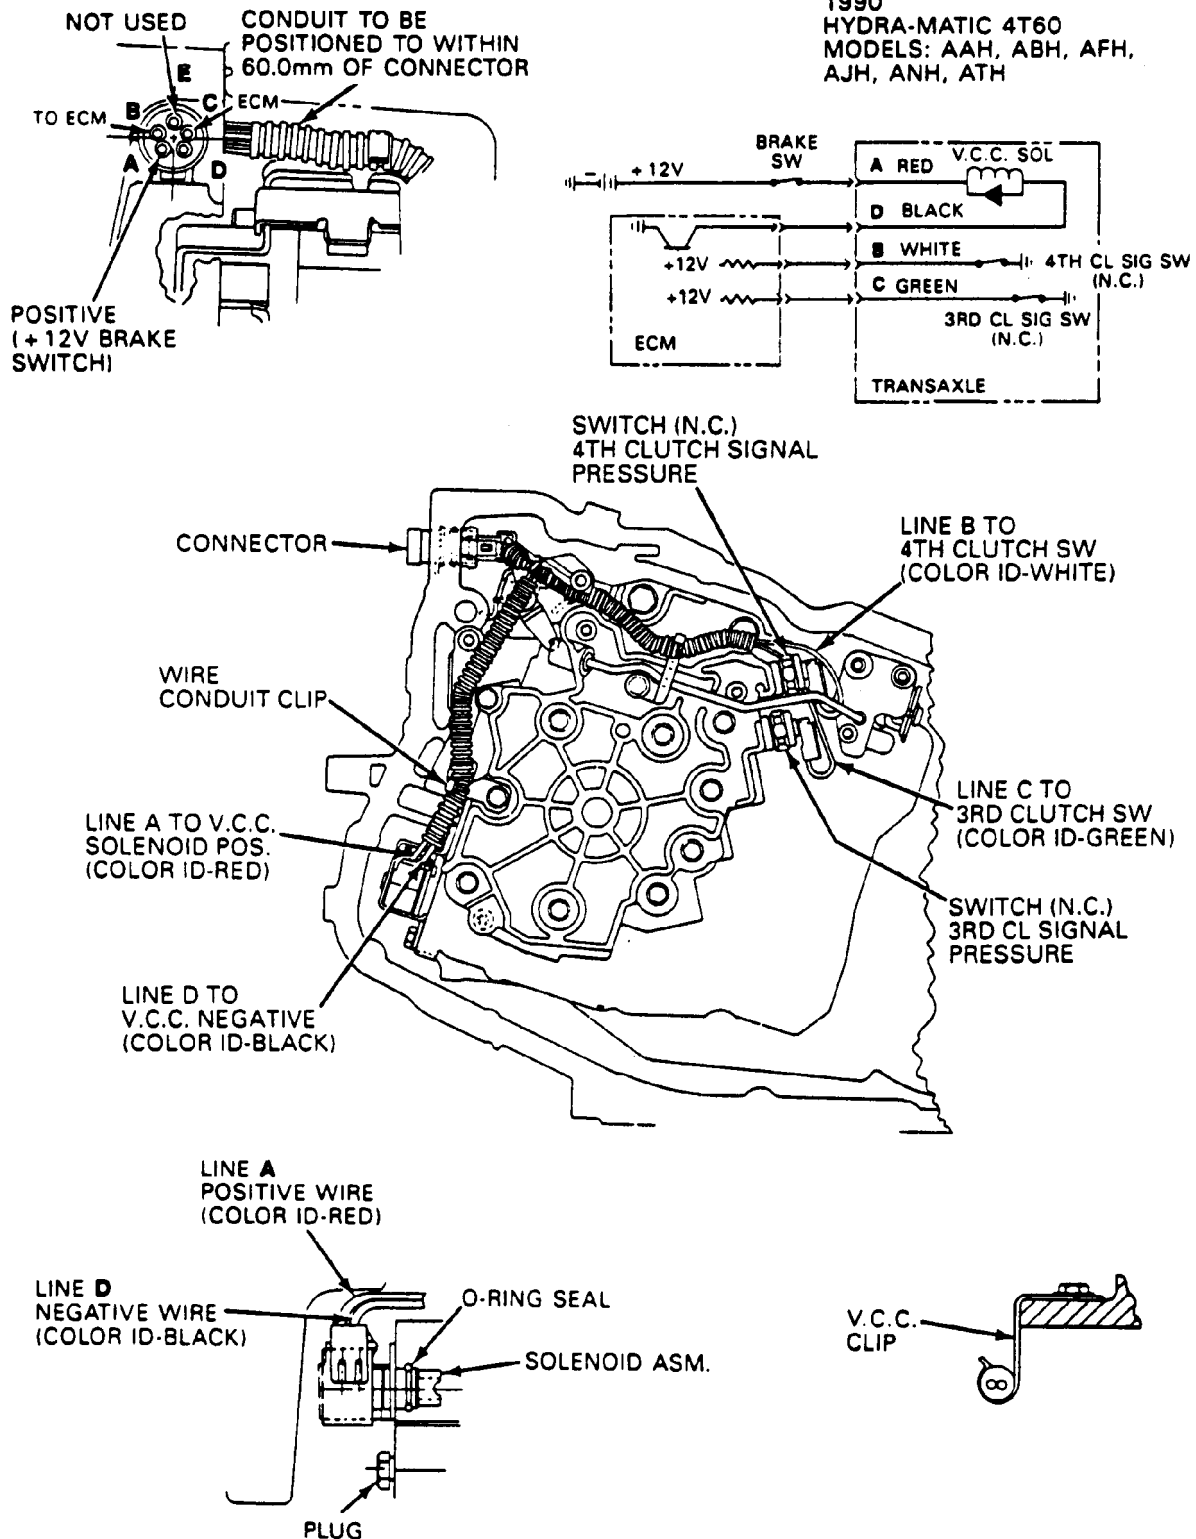 1990
HYDRA-MATIC 4T60
MODELS: AAH, ABH, AFH,
AJH, ANH, ATH
NOT USED
CONDUIT TO BE
POSITIONED TO WITHIN
60.0mm OF CONNECTOR
E
B
C
ECM
TO ECM
A
D
POSITIVE
(+12V BRAKE
SWITCH)
BRAKE
SW
- +12V
A RED
V.C.C. SOL
D BLACK
B WHITE
+12V
4TH CL SIG SW
(N.C.)
C GREEN
+12V
3RD CL SIG SW
(N.C.)
ECM
TRANSAXLE
SWITCH (N.C.)
4TH CLUTCH SIGNAL
PRESSURE
CONNECTOR
LINE B TO
4TH CLUTCH SW
(COLOR ID-WHITE)
WIRE
CONDUIT CLIP
LINE C TO
3RD CLUTCH SW
(COLOR ID-GREEN)
LINE A TO V.C.C.
SOLENOID POS.
(COLOR ID-RED)
SWITCH (N.C.)
3RD CL SIGNAL
PRESSURE
LINE D TO
V.C.C. NEGATIVE
(COLOR ID-BLACK)
LINE A
POSITIVE WIRE
(COLOR ID-RED)
LINE D
NEGATIVE WIRE
(COLOR ID-BLACK)
O-RING SEAL
SOLENOID ASM.
PLUG
V.C.C.
CLIP